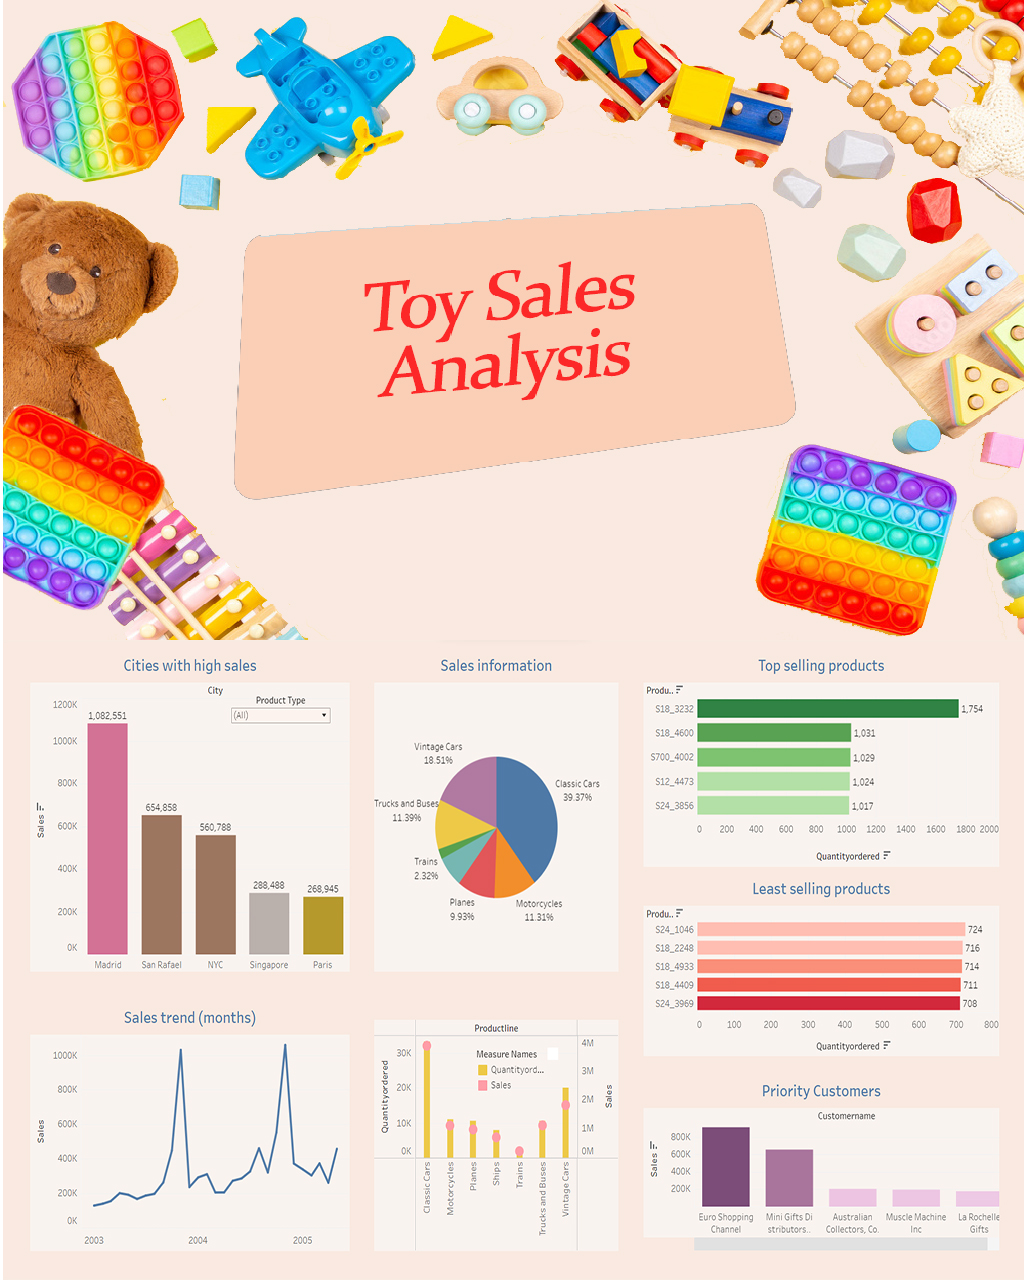 Toy Sales
Analysis
Cities with high sales
City
Product Type
(All)
1200K
1000K
800K
600K
400K
200K
0K
Sales
1,082,551
654,858
560,788
288,488
268,945
Madrid
San Rafael
NYC
Singapore
Paris
Sales information
Vintage Cars
18.51%
Classic Cars
39.37%
Trucks and Buses
11.39%
Trains
2.32%
Planes
9.93%
Motorcycles
11.31%
Top selling products
Produ..
S18_3232
1,754
S18_4600
1,031
S700_4002
1,029
S12_4473
1,024
S24_3856
1,017
0 200 400 600 800 1000 1200 1400 1600 1800 2000
Quantityordered
Least selling products
Produ..
S24_1046
724
S18_2248
716
S18_4933
714
S18_4409
711
S24_3969
708
0 100 200 300 400 500 600 700 800
Quantityordered
Sales trend (months)
1000K
800K
600K
400K
200K
0K
Sales
2003 2004 2005
Productline
Measure Names
Quantityord...
Sales
30K
20K
10K
0K
Quantityordered
4M
3M
2M
1M
0M
Sales
Classic Cars
Motorcycles
Planes
Ships
Trains
Trucks and Buses
Vintage Cars
Priority Customers
Customername
800K
600K
400K
200K
Sales
Euro Shopping
Channel
Mini Gifts Di
stributors..
Australian
Collectors, Co.
Muscle Machine
Inc
La Rochelle
Gifts